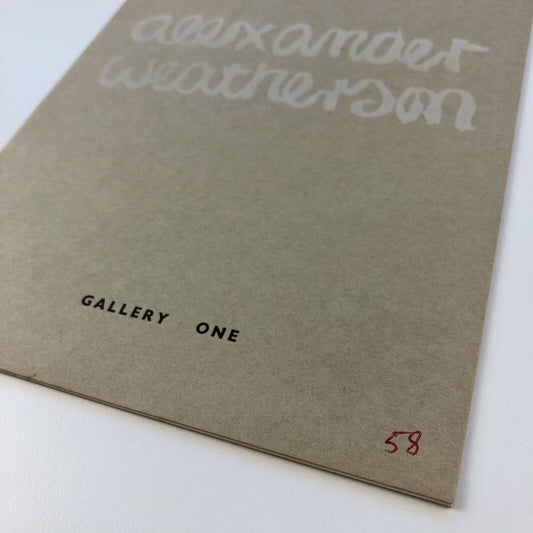 alexander
weatherson
GALLERY ONE
58